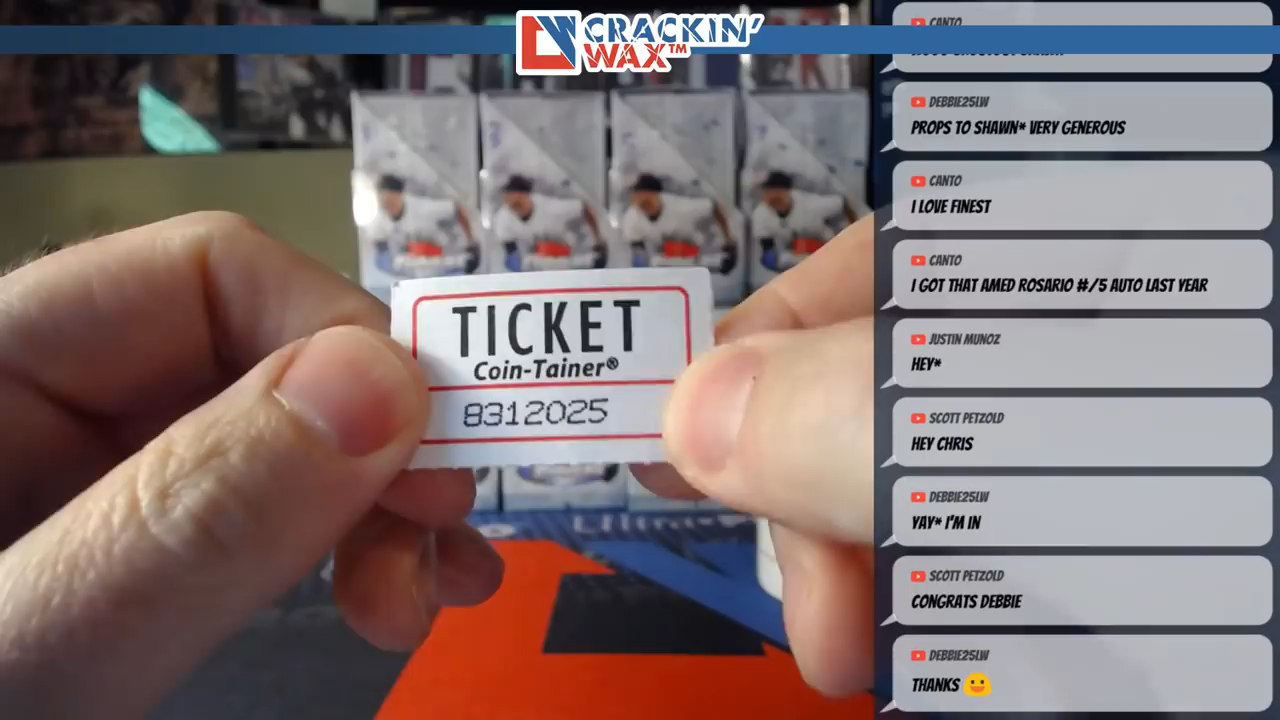 CRACKIN'
WAX™
TICKET
Coin-Tainer®
8312025
CANTO
DEBBIE25LW
PROPS TO SHAWN* VERY GENEROUS
CANTO
I LOVE FINEST
CANTO
I GOT THAT AMED ROSARIO #/5 AUTO LAST YEAR
JUSTIN MUNOZ
HEY*
SCOTT PETZOLD
HEY CHRIS
DEBBIE25LW
YAY* I'M IN
SCOTT PETZOLD
CONGRATS DEBBIE
DEBBIE25LW
THANKS 😃